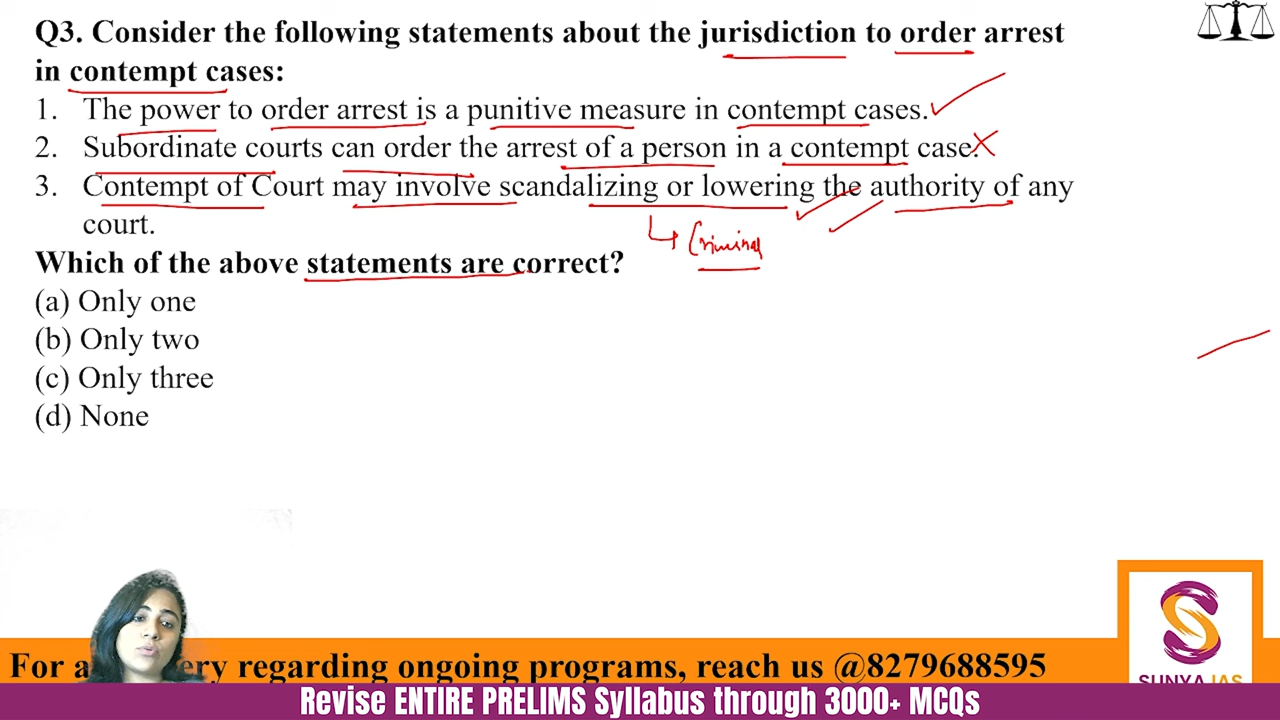 Q3. Consider the following statements about the jurisdiction to order arrest
in contempt cases:
1. The power to order arrest is a punitive measure in contempt cases.
2. Subordinate courts can order the arrest of a person in a contempt case.
3. Contempt of Court may involve scandalizing or lowering the authority of any
court.
Criminal
Which of the above statements are correct?
(a) Only one
(b) Only two
(c) Only three
(d) None
For a ery regarding ongoing programs, reach us @8279688595
SUNYA IAS
Revise ENTIRE PRELIMS Syllabus through 3000+ MCQs